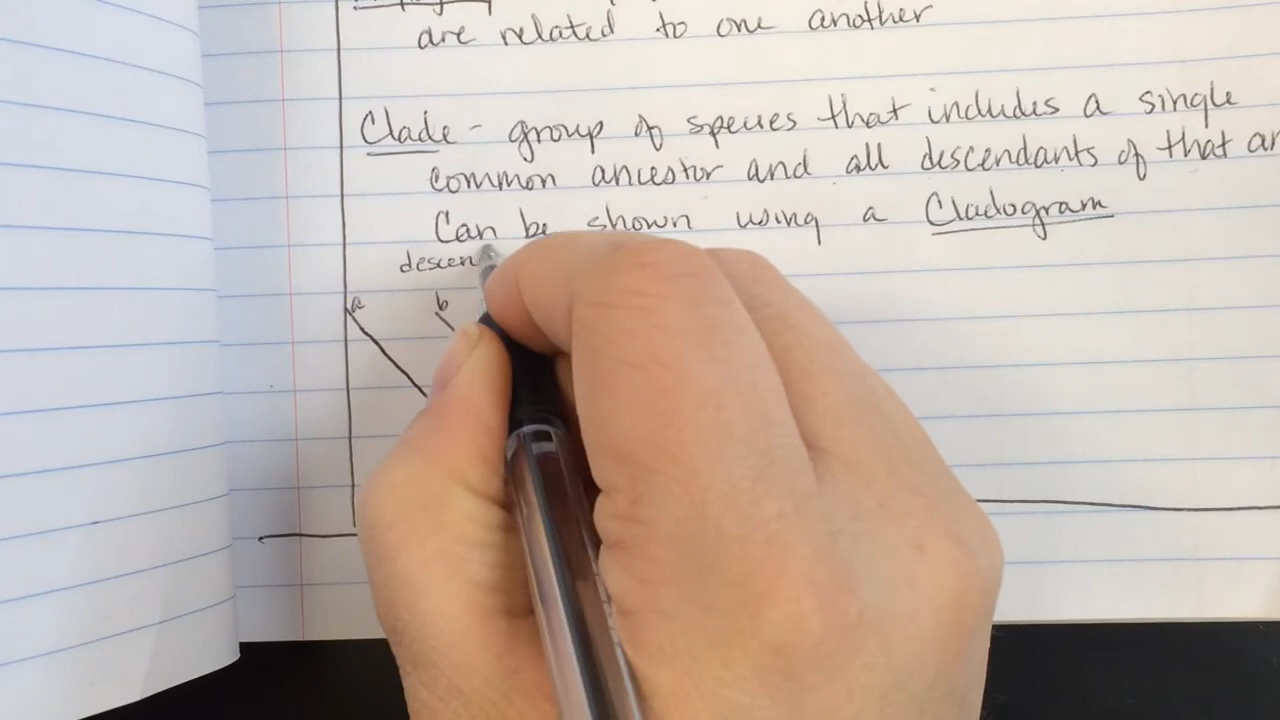 are related to one another
Clade - group of species that includes a single
common ancestor and all descendants of that an
Can be shown using a Cladogram
descen
a b